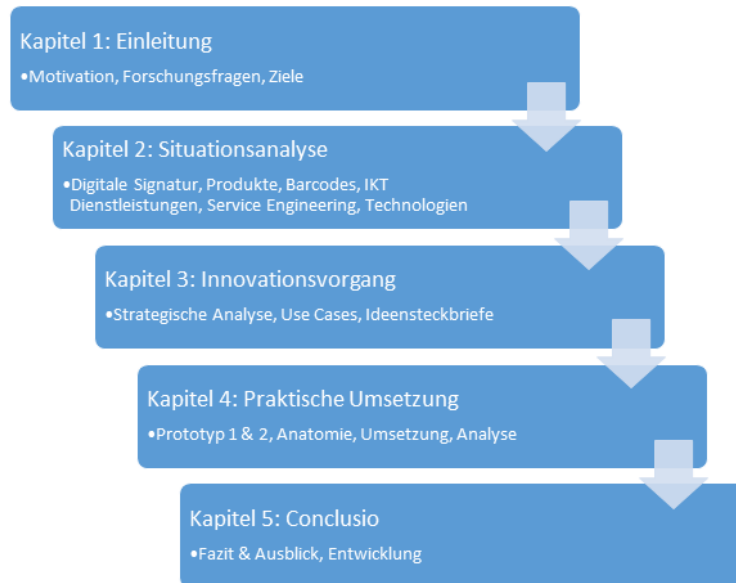 Kapitel 1: Einleitung
•Motivation, Forschungsfragen, Ziele
Kapitel 2: Situationsanalyse
•Digitale Signatur, Produkte, Barcodes, IKT
Dienstleistungen, Service Engineering, Technologien
Kapitel 3: Innovationsvorgang
•Strategische Analyse, Use Cases, Ideensteckbriefe
Kapitel 4: Praktische Umsetzung
•Prototyp 1 & 2, Anatomie, Umsetzung, Analyse
Kapitel 5: Conclusio
•Fazit & Ausblick, Entwicklung